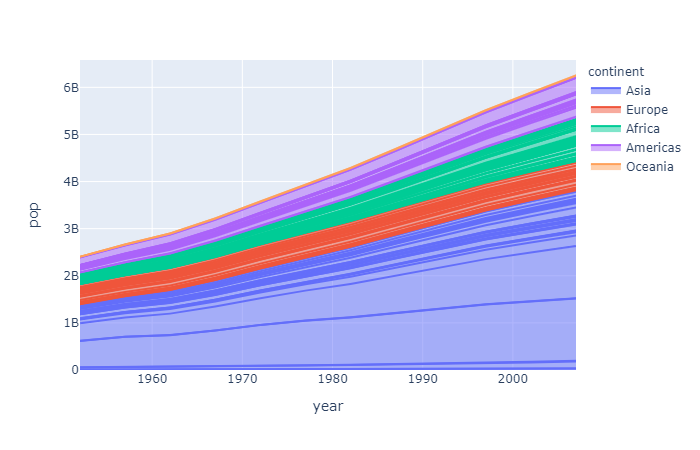 continent
Asia
Europe
Africa
Americas
Oceania
6B
5B
4B
3B
2B
1B
0
pop
1960
1970
1980
1990
2000
year